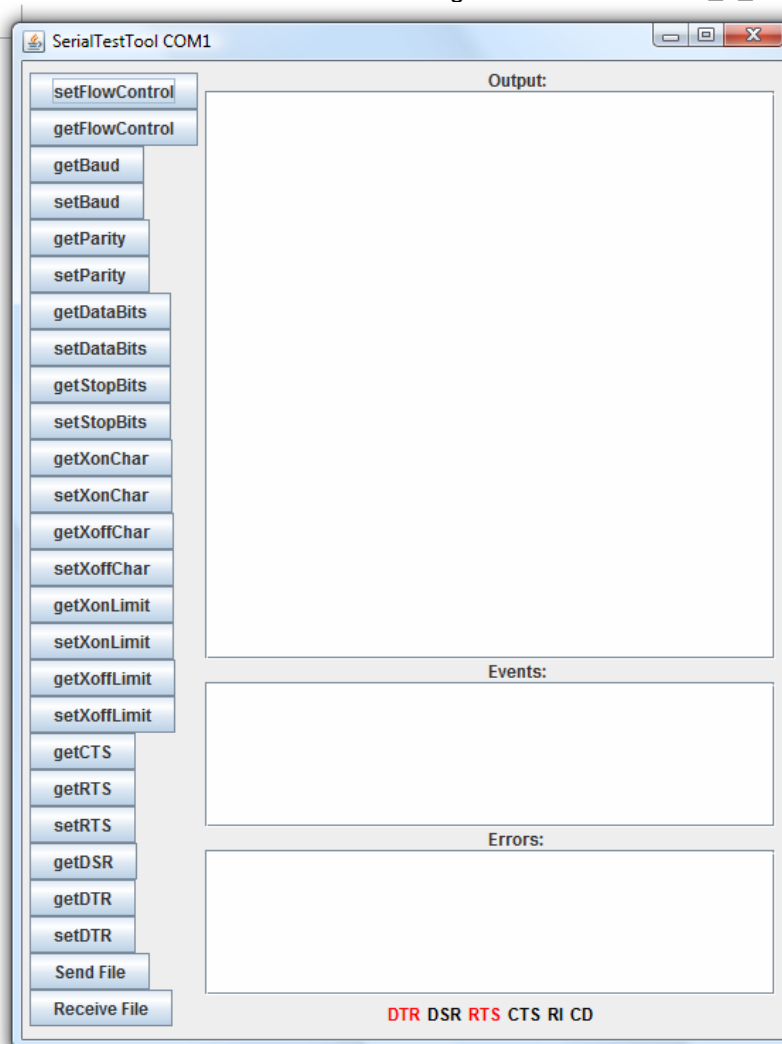 SerialTestTool COM1
setFlowControl
getFlowControl
getBaud
setBaud
getParity
setParity
getDataBits
setDataBits
getStopBits
setStopBits
getXonChar
setXonChar
getXoffChar
setXoffChar
getXonLimit
setXonLimit
getXoffLimit
setXoffLimit
getCTS
getRTS
setRTS
getDSR
getDTR
setDTR
Send File
Receive File
Output:
Events:
Errors:
DTR DSR RTS CTS RI CD